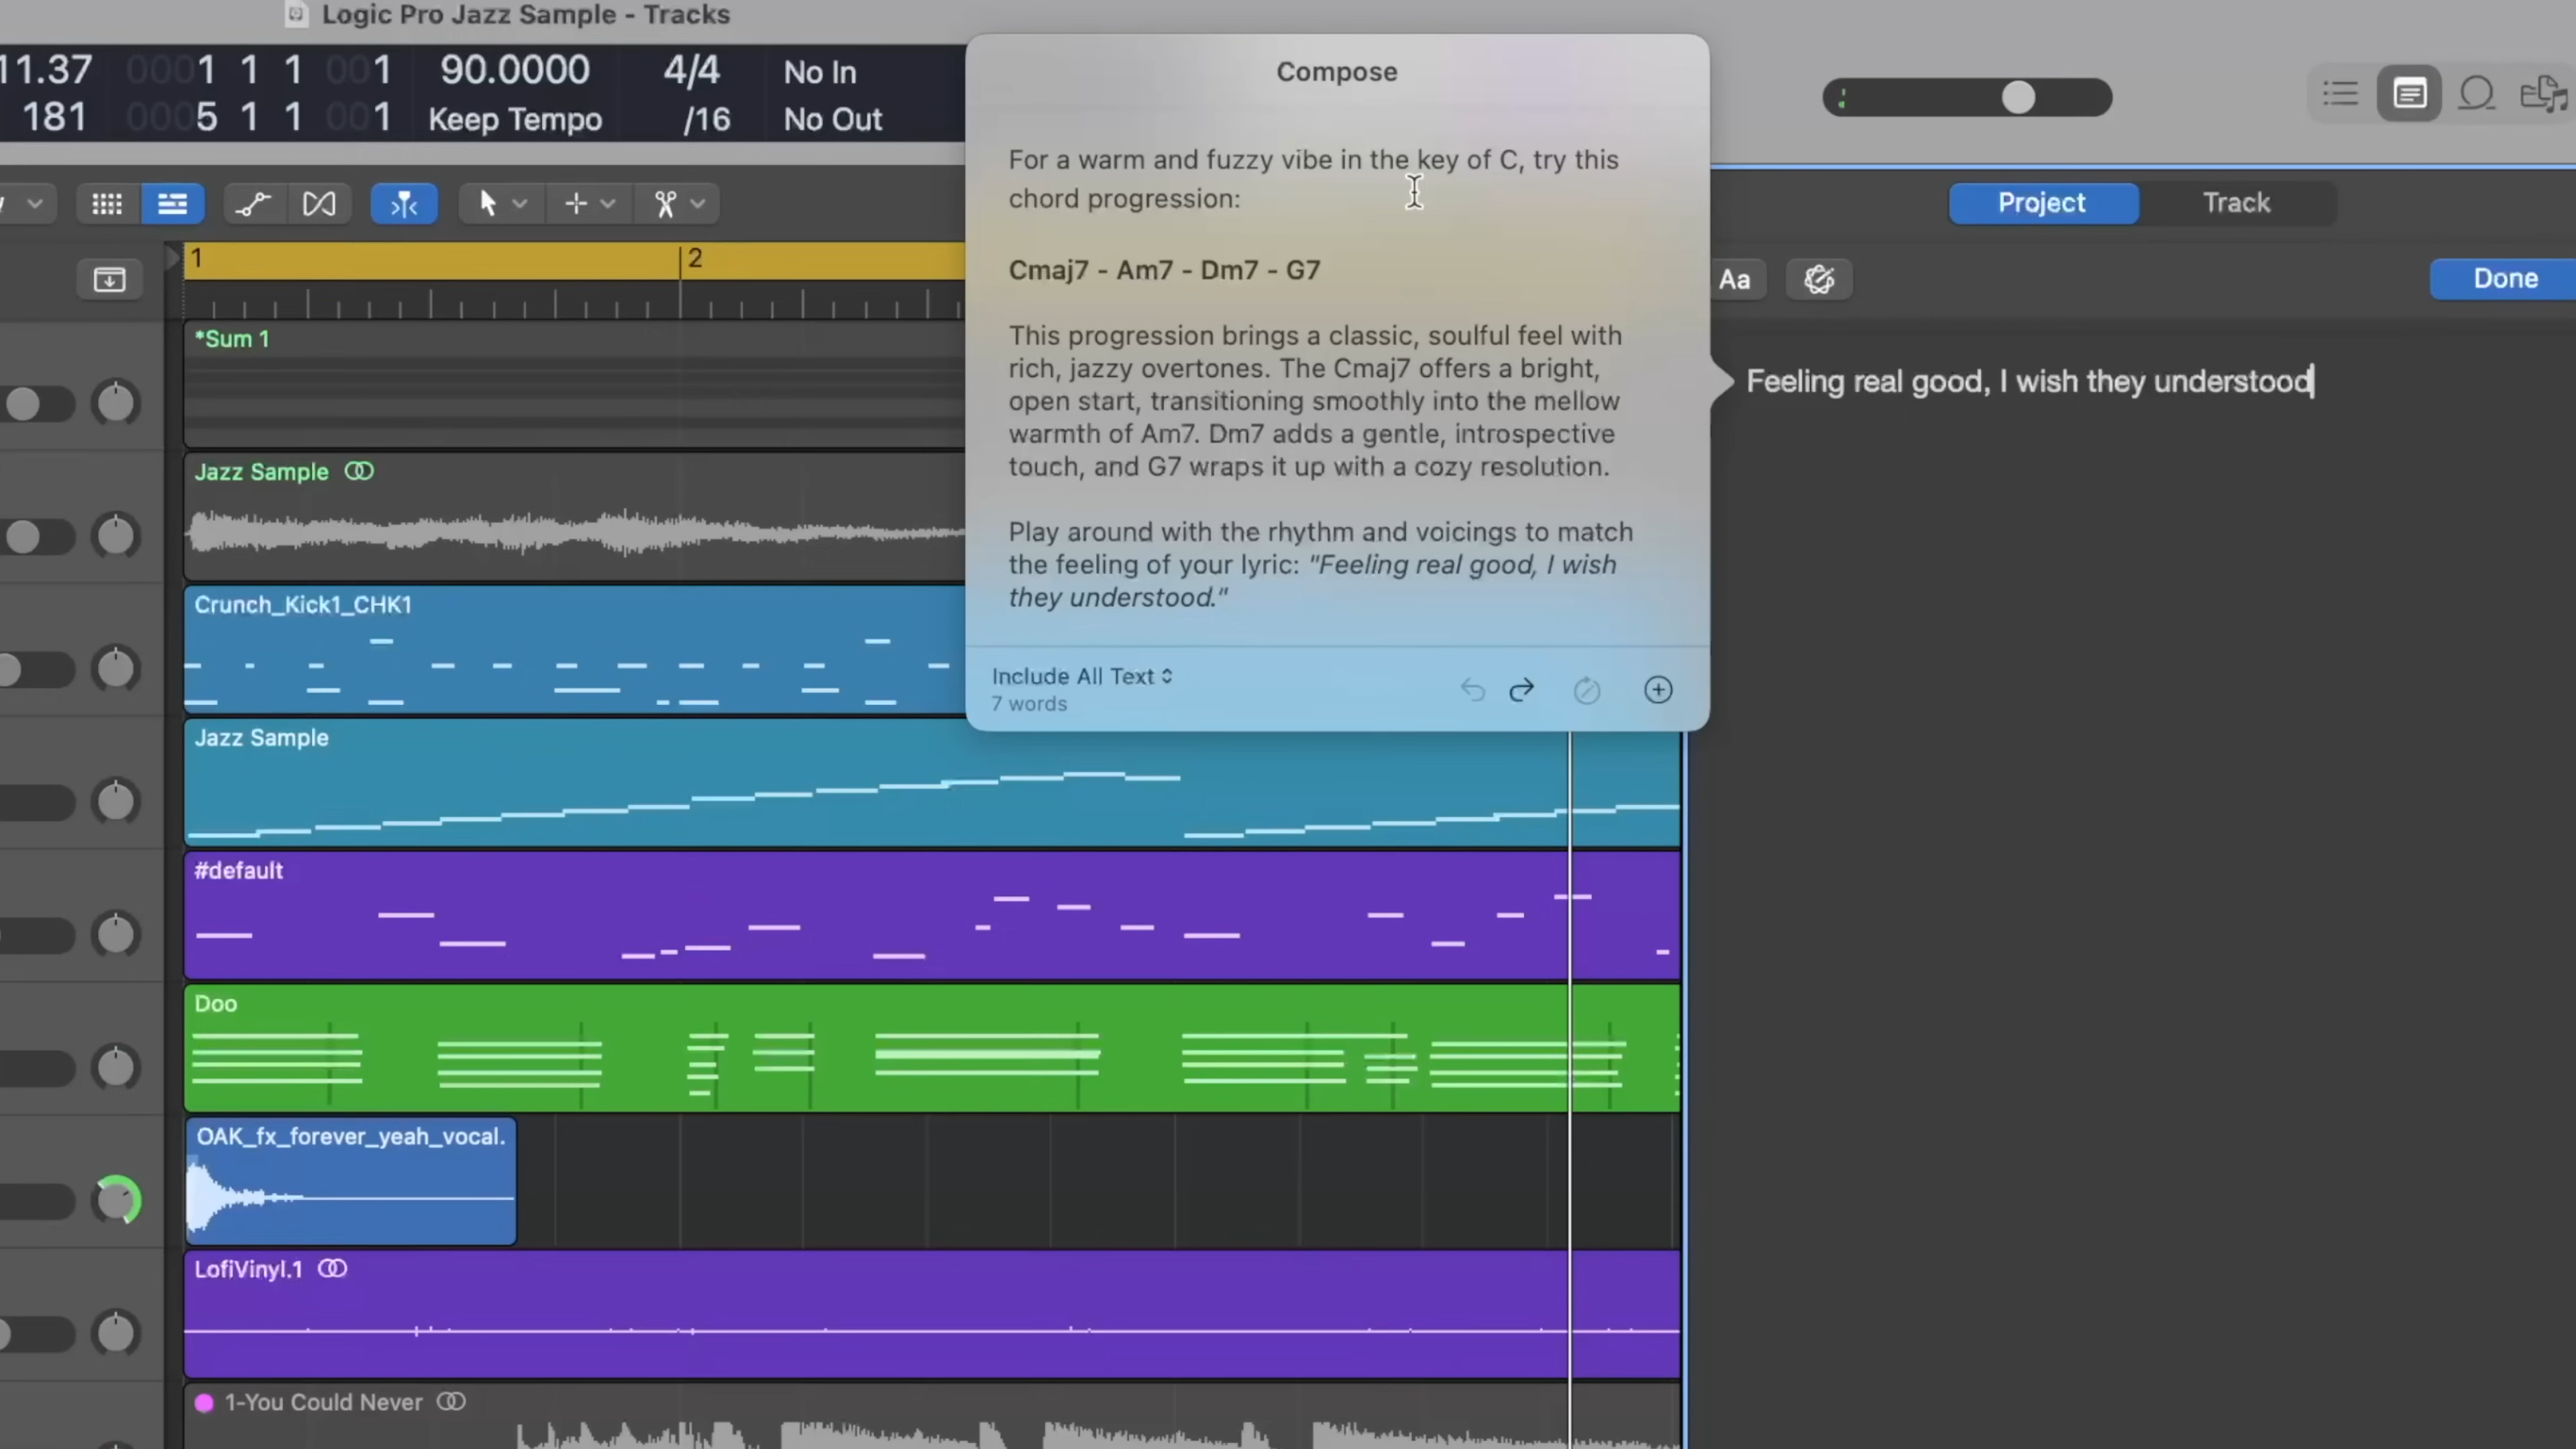 Logic Pro Jazz Sample - Tracks
11.37
0001 1 1 001
90.0000
4/4
No In
181
0005 1 1 001
Keep Tempo
/16
No Out
Compose
For a warm and fuzzy vibe in the key of C, try this
chord progression:
Cmaj7 - Am7 - Dm7 - G7
This progression brings a classic, soulful feel with
rich, jazzy overtones. The Cmaj7 offers a bright,
open start, transitioning smoothly into the mellow
warmth of Am7. Dm7 adds a gentle, introspective
touch, and G7 wraps it up with a cozy resolution.
Play around with the rhythm and voicings to match
the feeling of your lyric: "Feeling real good, I wish
they understood."
Include All Text
7 words
Project
Track
Aa
Done
Feeling real good, I wish they understood
1
2
*Sum 1
Jazz Sample
Crunch_Kick1_CHK1
Jazz Sample
#default
Doo
OAK_fx_forever_yeah_vocal.
LofiVinyl.1
1-You Could Never